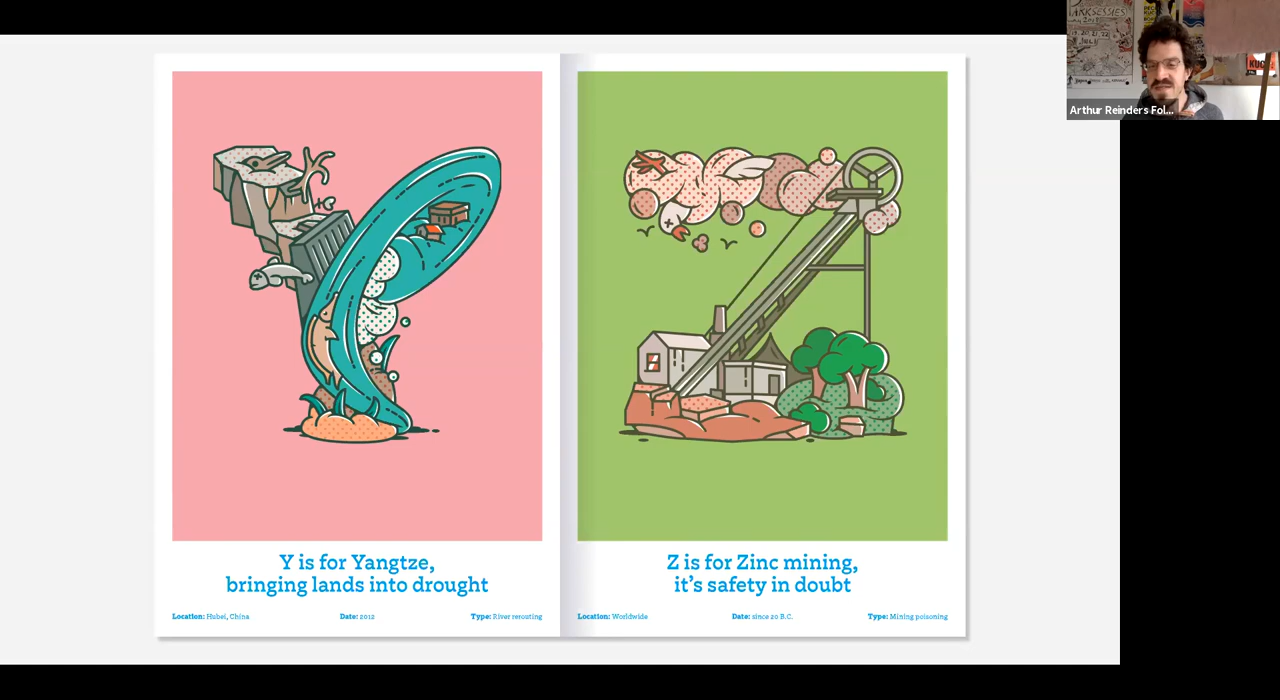 Y is for Yangtze,
bringing lands into drought
Location: Hubei, China
Date: 2012
Type: River rerouting
Z is for Zinc mining,
it's safety in doubt
Location: Worldwide
Date: since 20 B.C.
Type: Mining poisoning
Arthur Reinders Fol...